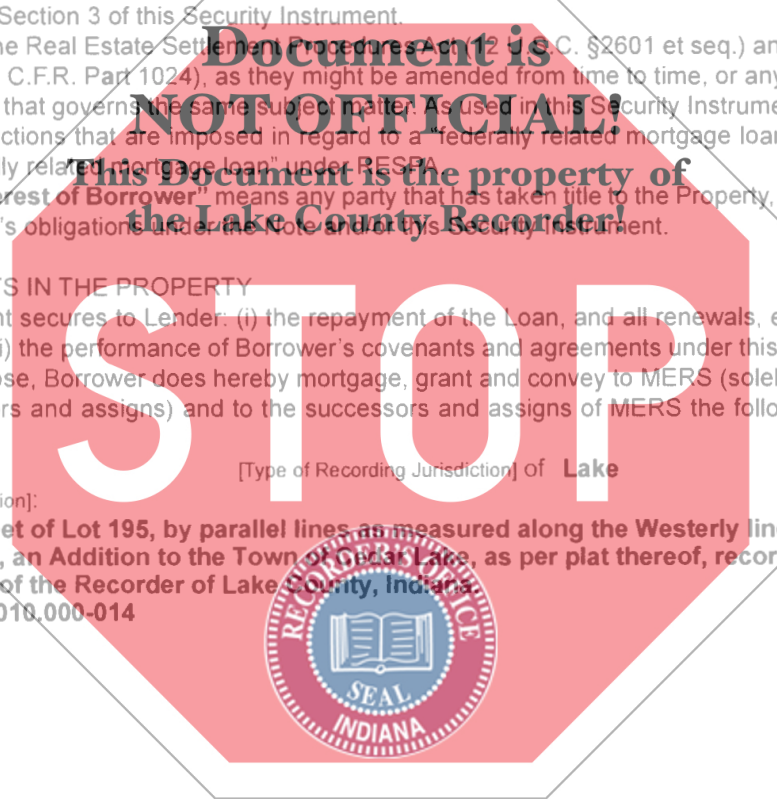 Section 3 of this Security Instrument.
he Real Estate Settlement Procedures Act (12 U.S.C. §2601 et seq.) an
C.F.R. Part 1024), as they might be amended from time to time, or any
that governs the same subject matter. As used in this Security Instrume
ctions that are imposed in regard to a “federally related mortgage loan
ly related mortgage loan” under RESPA.
rest of Borrower” means any party that has taken title to the Property,
’s obligations under the Note and/or this Security Instrument.
Document is
NOT OFFICIAL!
This Document is the property of
the Lake County Recorder!
TS IN THE PROPERTY
nt secures to Lender: (i) the repayment of the Loan, and all renewals, e
i) the performance of Borrower’s covenants and agreements under this
ose, Borrower does hereby mortgage, grant and convey to MERS (solel
rs and assigns) and to the successors and assigns of MERS the follo
STOP
[Type of Recording Jurisdiction] of Lake
tion]:
et of Lot 195, by parallel lines as measured along the Westerly lin
, an Addition to the Town of Cedar Lake, as per plat thereof, recor
of the Recorder of Lake County, Indiana.
010.000-014
RECORDER'S OFFICE
SEAL
INDIANA